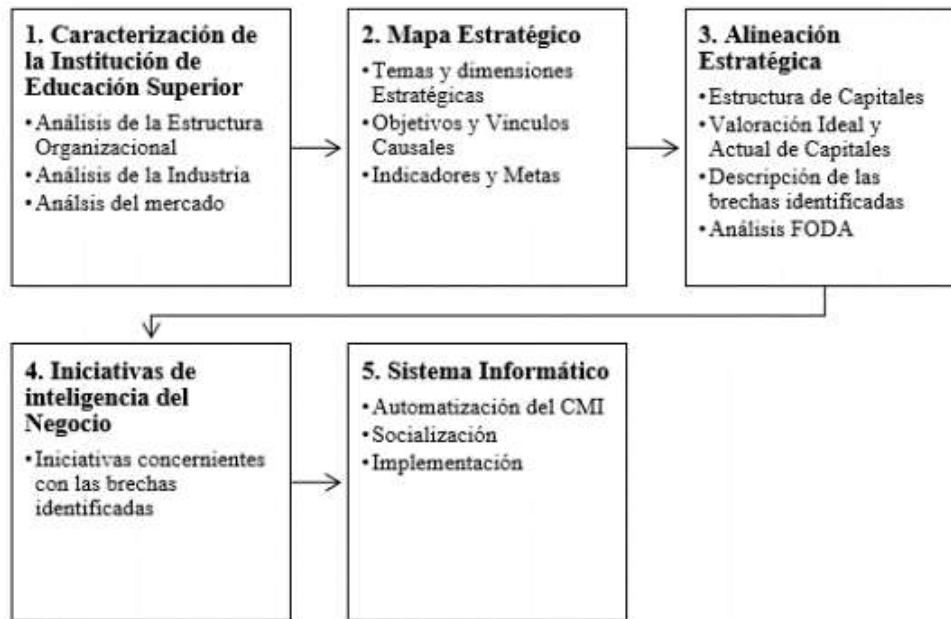 1. Caracterización de
la Institución de
Educación Superior
• Análisis de la Estructura
Organizacional
• Análisis de la Industria
• Análsis del mercado
2. Mapa Estratégico
• Temas y dimensiones
Estratégicas
• Objetivos y Vinculos
Causales
• Indicadores y Metas
3. Alineación
Estratégica
• Estructura de Capitales
• Valoración Ideal y
Actual de Capitales
• Descripción de las
brechas identificadas
• Análisis FODA
4. Iniciativas de
inteligencia del
Negocio
• Iniciativas concernientes
con las brechas
identificadas
5. Sistema Informático
• Automatización del CMI
• Socialización
• Implementación